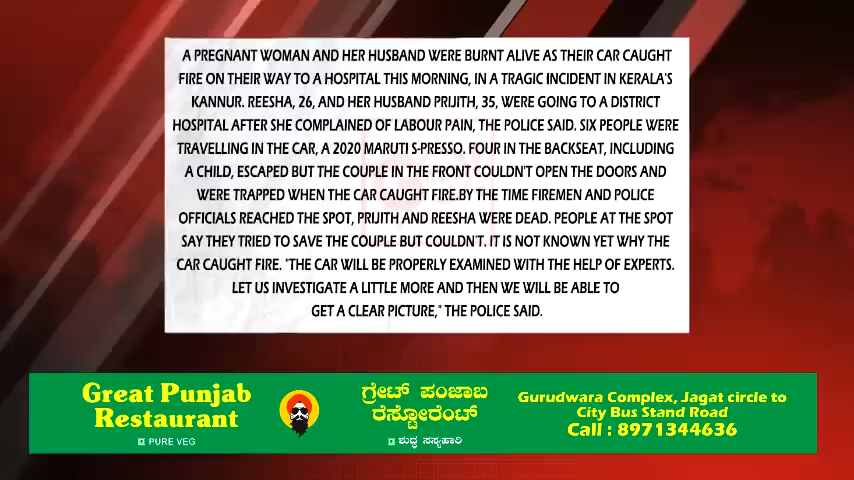 A PREGNANT WOMAN AND HER HUSBAND WERE BURNT ALIVE AS THEIR CAR CAUGHT
FIRE ON THEIR WAY TO A HOSPITAL THIS MORNING, IN A TRAGIC INCIDENT IN KERALA'S
KANNUR. REESHA, 26, AND HER HUSBAND PRIJITH, 35, WERE GOING TO A DISTRICT
HOSPITAL AFTER SHE COMPLAINED OF LABOUR PAIN, THE POLICE SAID. SIX PEOPLE WERE
TRAVELLING IN THE CAR, A 2020 MARUTI S-PRESSO. FOUR IN THE BACKSEAT, INCLUDING
A CHILD, ESCAPED BUT THE COUPLE IN THE FRONT COULDN'T OPEN THE DOORS AND
WERE TRAPPED WHEN THE CAR CAUGHT FIRE.BY THE TIME FIREMEN AND POLICE
OFFICIALS REACHED THE SPOT, PRIJITH AND REESHA WERE DEAD. PEOPLE AT THE SPOT
SAY THEY TRIED TO SAVE THE COUPLE BUT COULDN'T. IT IS NOT KNOWN YET WHY THE
CAR CAUGHT FIRE. "THE CAR WILL BE PROPERLY EXAMINED WITH THE HELP OF EXPERTS.
LET US INVESTIGATE A LITTLE MORE AND THEN WE WILL BE ABLE TO
GET A CLEAR PICTURE," THE POLICE SAID.
Great Punjab
Restaurant
PURE VEG
ಗ್ರೇಟ್ ಪಂಜಾಬ
ರೆಸ್ಟೋರೆಂಟ್
ಶುದ್ಧ ಸಸ್ಯಹಾರಿ
Gurudwara Complex, Jagat circle to
City Bus Stand Road
Call : 8971344636